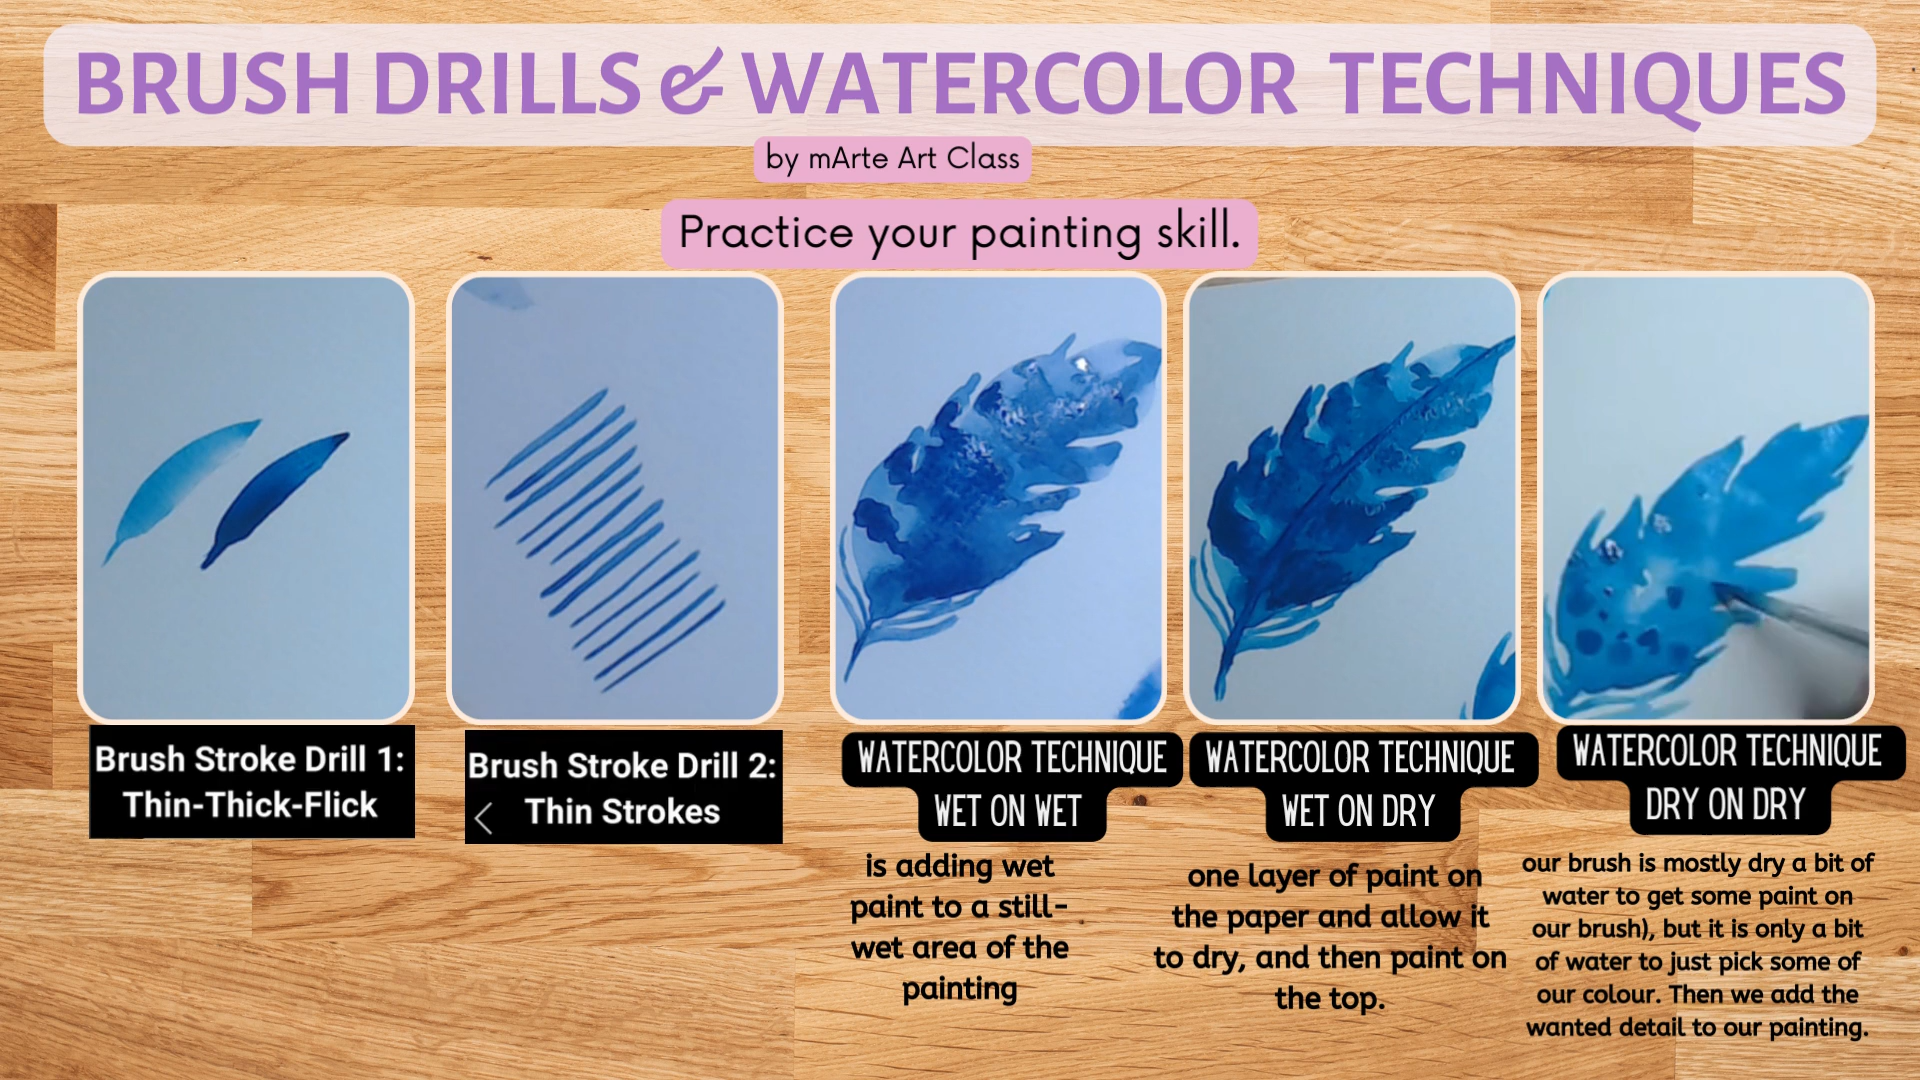 BRUSH DRILLS & WATERCOLOR TECHNIQUES
by mArte Art Class
Practice your painting skill.
Brush Stroke Drill 1:
Thin-Thick-Flick
Brush Stroke Drill 2:
Thin Strokes
WATERCOLOR TECHNIQUE
WET ON WET
is adding wet
paint to a still-
wet area of the
painting
WATERCOLOR TECHNIQUE
WET ON DRY
one layer of paint on
the paper and allow it
to dry, and then paint on
the top.
WATERCOLOR TECHNIQUE
DRY ON DRY
our brush is mostly dry a bit of
water to get some paint on
our brush), but it is only a bit
of water to just pick some of
our colour. Then we add the
wanted detail to our painting.